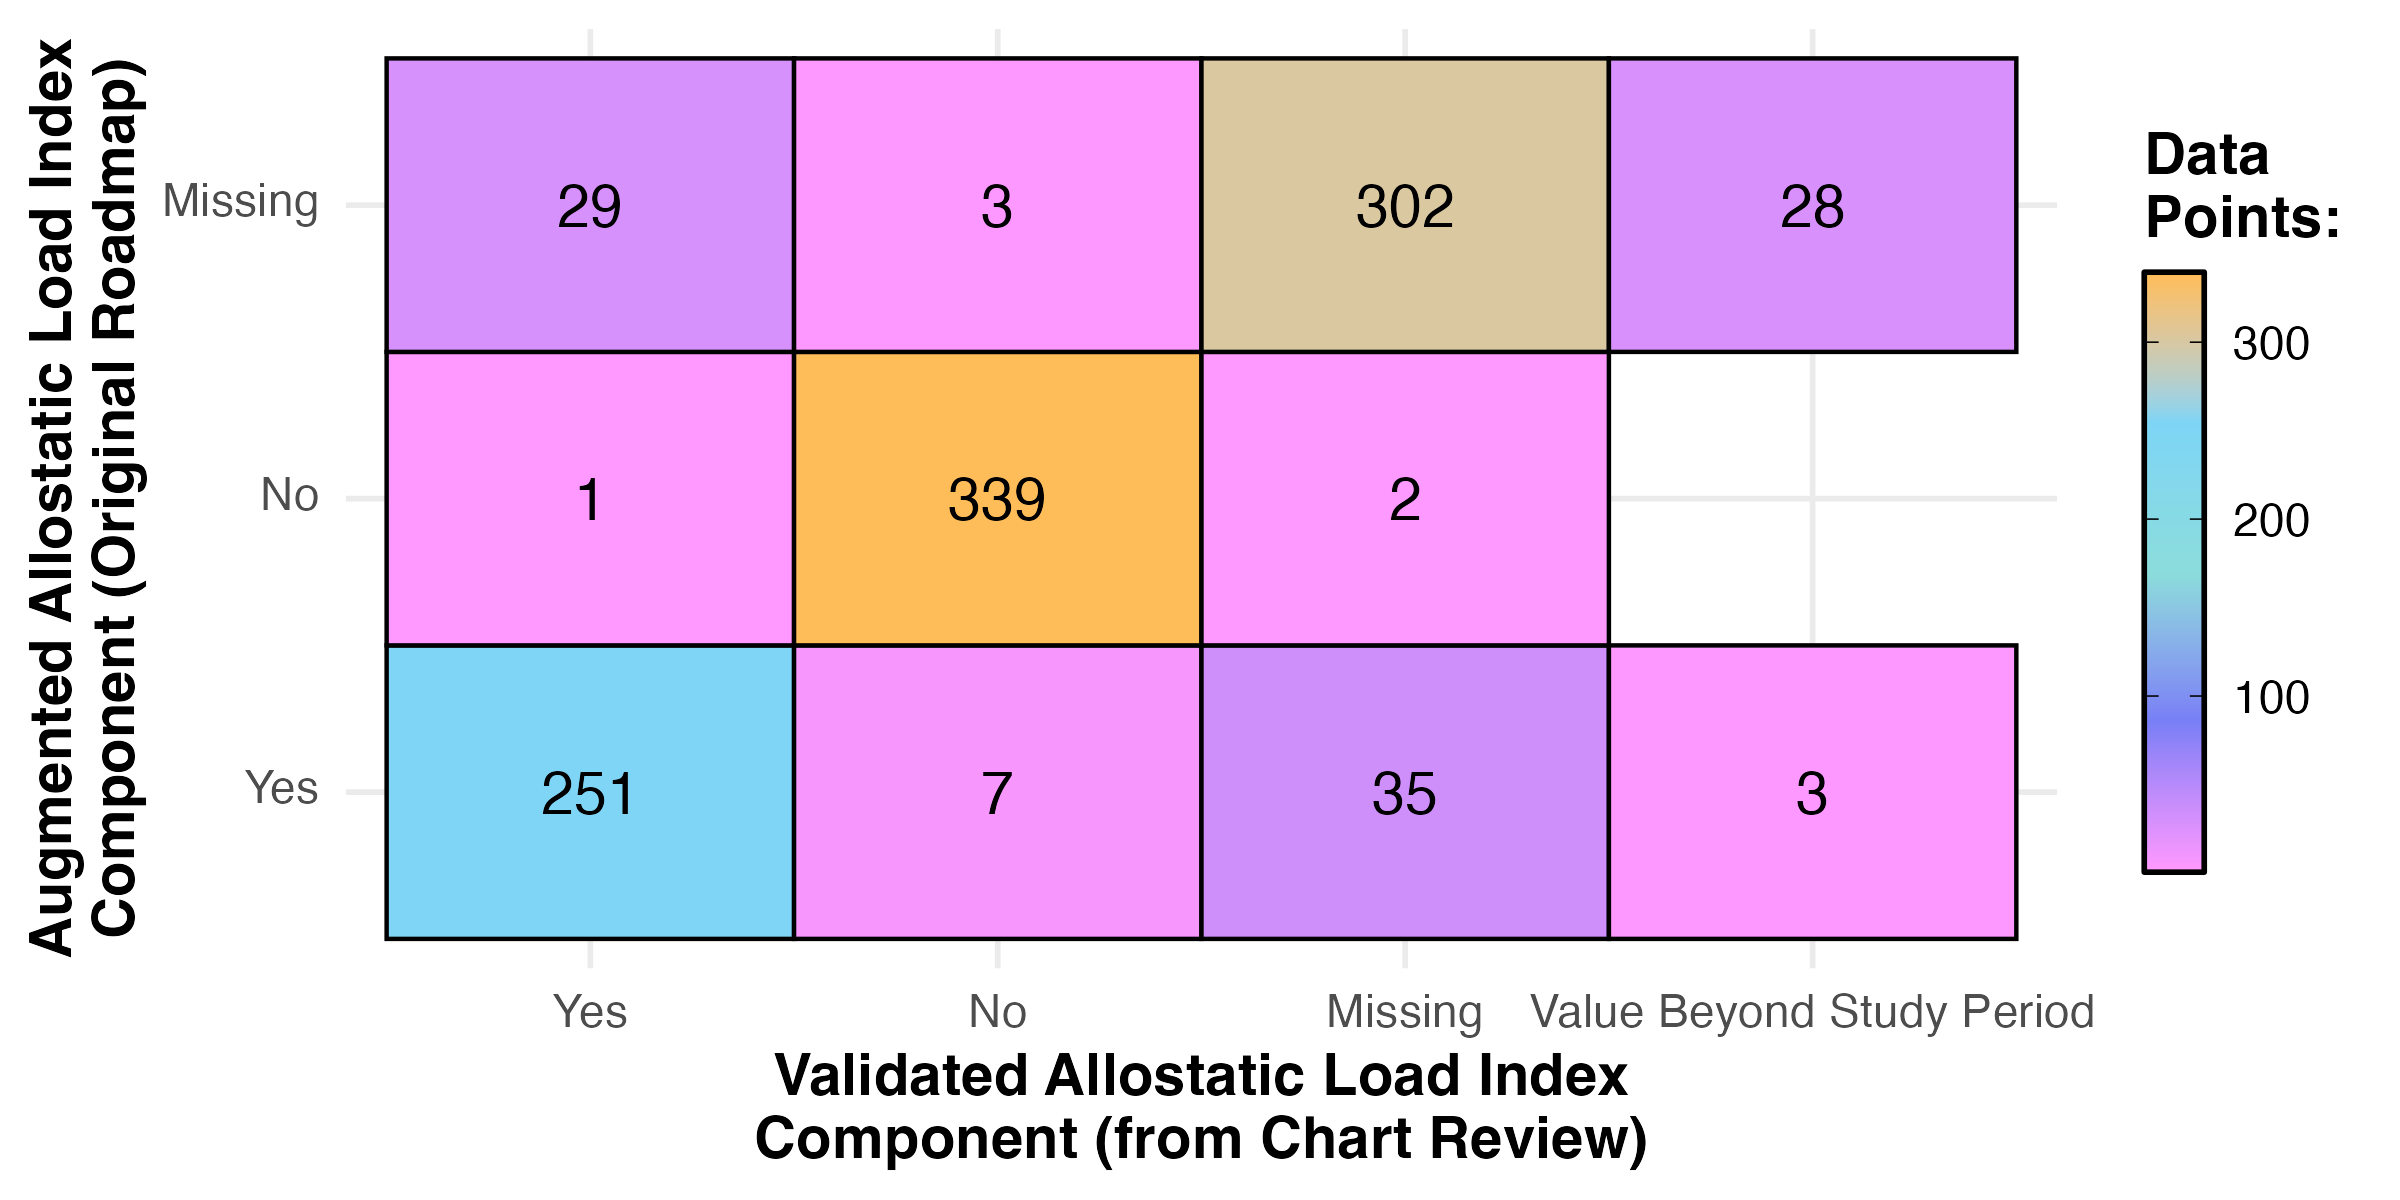 Augmented Allostatic Load Index
Component (Original Roadmap)
Missing
29
3
302
28
No
1
339
2
Yes
251
7
35
3
Yes
No
Missing
Value Beyond Study Period
Validated Allostatic Load Index
Component (from Chart Review)
Data
Points:
300
200
100